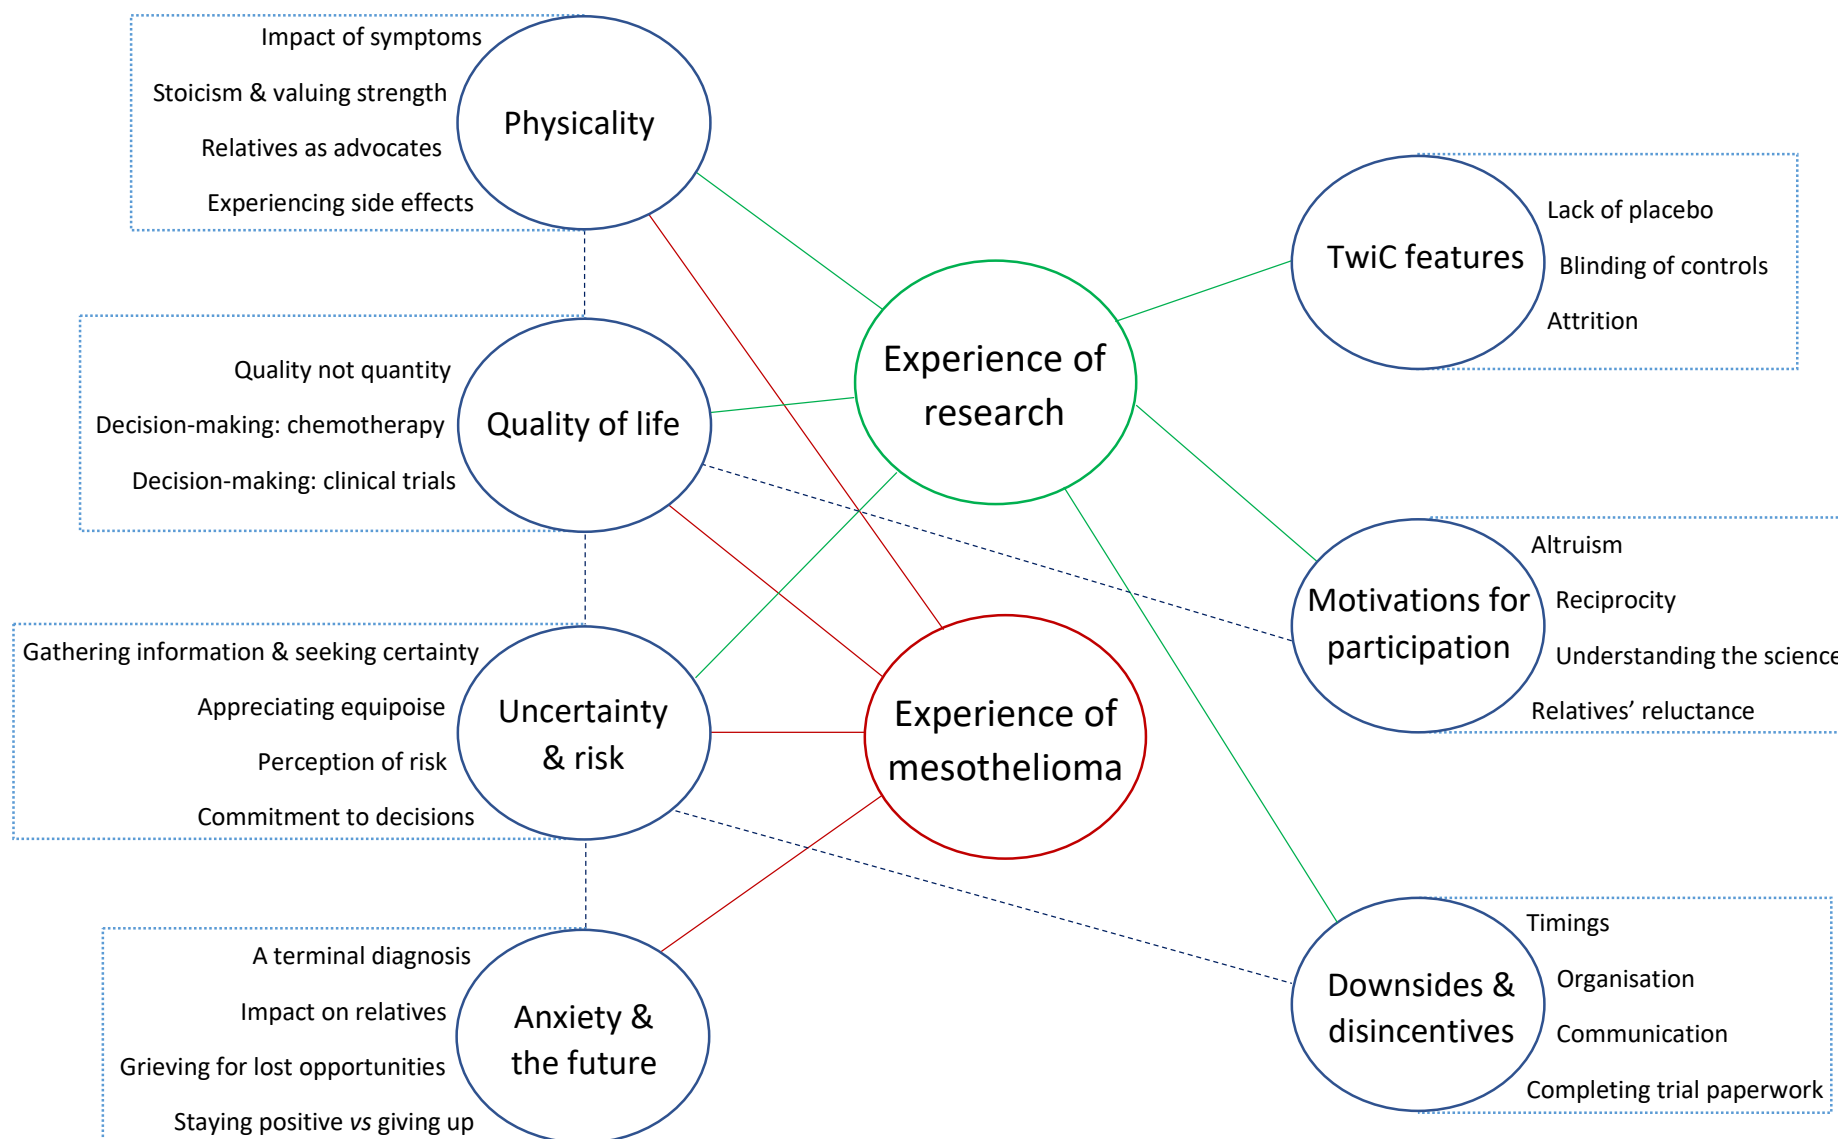 Impact of symptoms
Stoicism & valuing strength
Relatives as advocates
Experiencing side effects
Physicality
Quality not quantity
Decision-making: chemotherapy
Decision-making: clinical trials
Quality of life
Gathering information & seeking certainty
Appreciating equipoise
Perception of risk
Commitment to decisions
Uncertainty
& risk
A terminal diagnosis
Impact on relatives
Grieving for lost opportunities
Staying positive vs giving up
Anxiety &
the future
Experience of
research
Experience of
mesothelioma
TwiC features
Lack of placebo
Blinding of controls
Attrition
Motivations for
participation
Altruism
Reciprocity
Understanding the science
Relatives’ reluctance
Downsides &
disincentives
Timings
Organisation
Communication
Completing trial paperwork